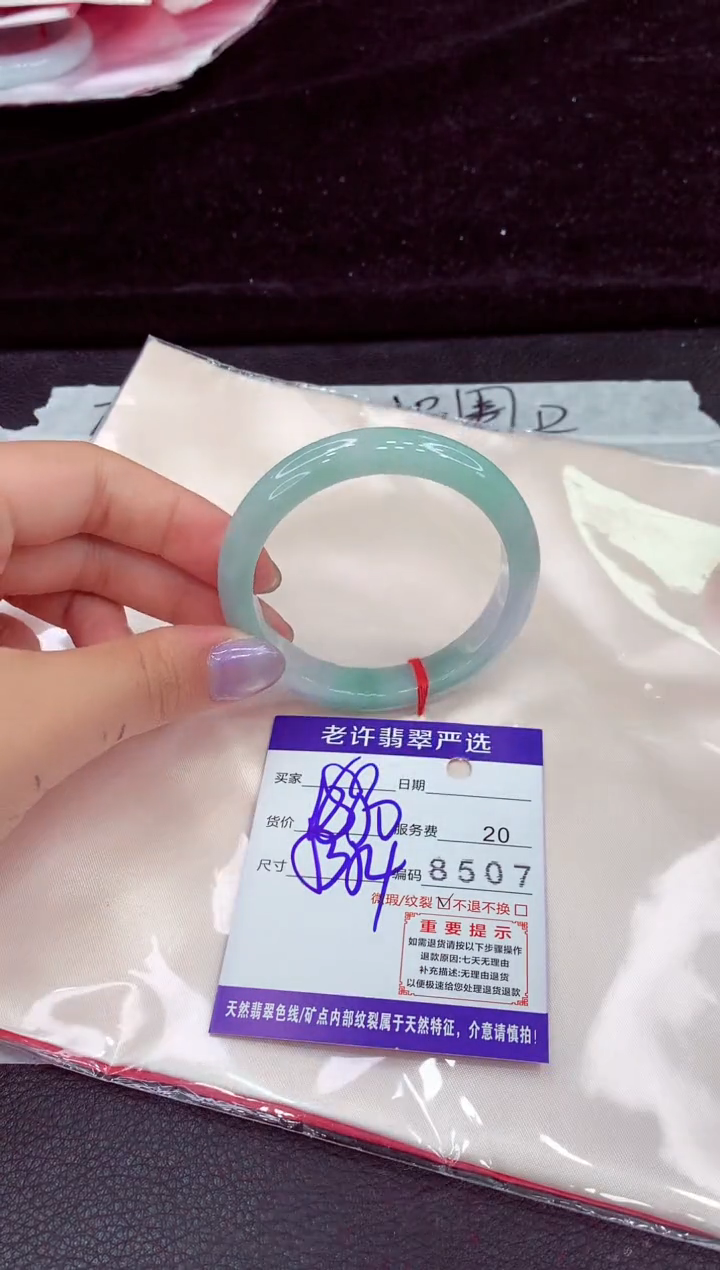 国卫
老许翡翠严选
买家 日期
货价 服务费 20
尺寸 编码 8507
微瑕/纹裂 ☑ 不退不换 □
重要提示
如需退货请按以下步骤操作
退款原因:七天无理由
补充描述:无理由退货
以便极速给您处理退货退款
天然翡翠色线/矿点内部纹裂属于天然特征，介意请慎拍!